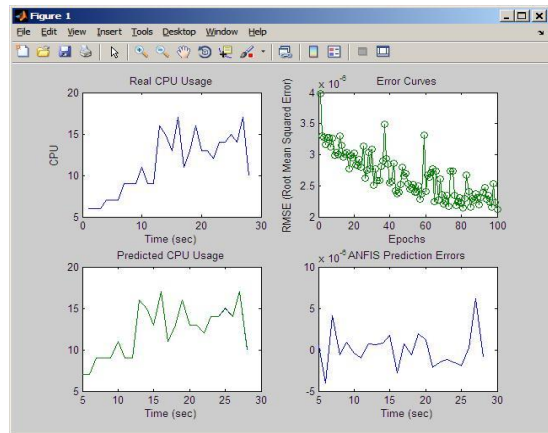 Figure 1
File Edit View Insert Tools Desktop Window Help
Real CPU Usage
CPU
20
15
10
5
0 10 20 30
Time (sec)
Error Curves
x 10
RMSE (Root Mean Squared Error)
4
3.5
3
2.5
2
0 20 40 60 80 100
Epochs
Predicted CPU Usage
20
15
10
5
5 10 15 20 25 30
Time (sec)
x 10
ANFIS Prediction Errors
10
5
0
-5
5 10 15 20 25 30
Time (sec)